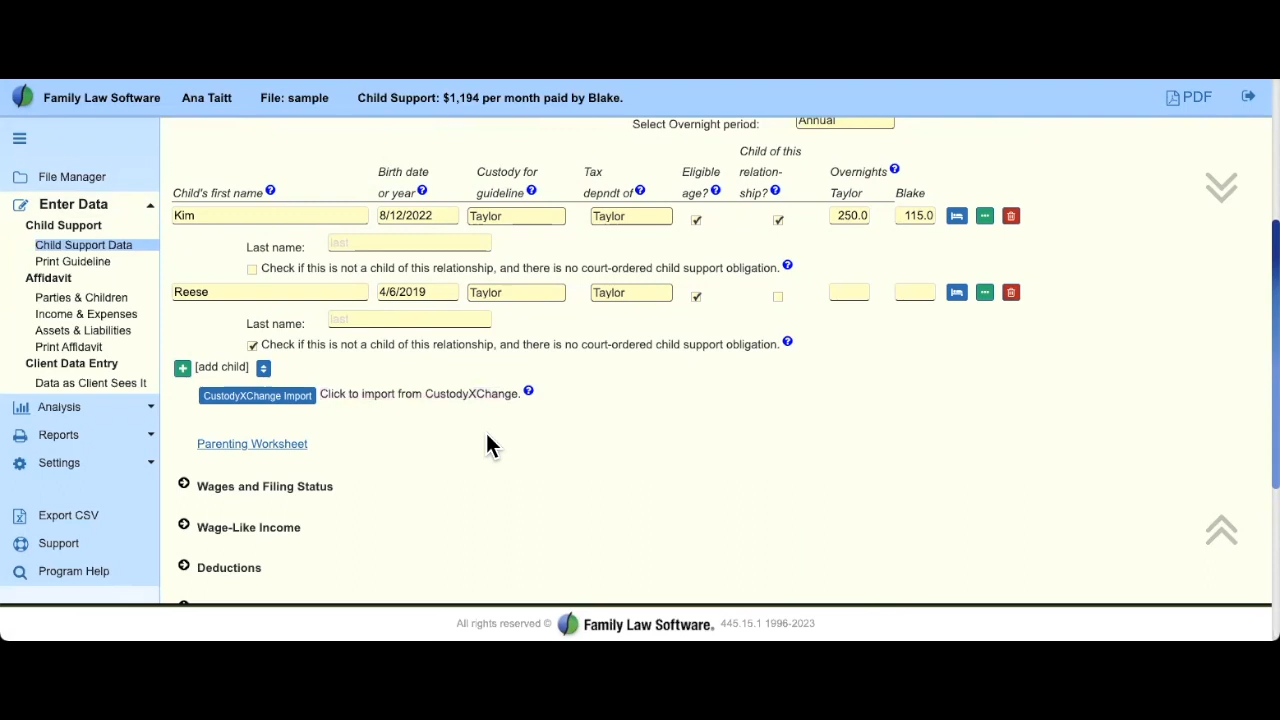 Family Law Software Ana Taitt File: sample Child Support: $1,194 per month paid by Blake. PDF
File Manager
Enter Data
Child Support
Child Support Data
Print Guideline
Affidavit
Parties & Children
Income & Expenses
Assets & Liabilities
Print Affidavit
Client Data Entry
Data as Client Sees It
Analysis
Reports
Settings
Export CSV
Support
Program Help
Select Overnight period: Annual
Child of this
Birth date Custody for Tax Eligible relation- Overnights ?
Child's first name ? or year ? guideline ? depndt of ? age? ? ship? ? Taylor Blake
Kim 8/12/2022 Taylor Taylor 250.0 115.0
Last name: last
Check if this is not a child of this relationship, and there is no court-ordered child support obligation. ?
Reese 4/6/2019 Taylor Taylor
Last name: last
Check if this is not a child of this relationship, and there is no court-ordered child support obligation. ?
[add child]
CustodyXChange Import Click to import from CustodyXChange. ?
Parenting Worksheet
Wages and Filing Status
Wage-Like Income
Deductions
All rights reserved © Family Law Software. 445.15.1 1996-2023